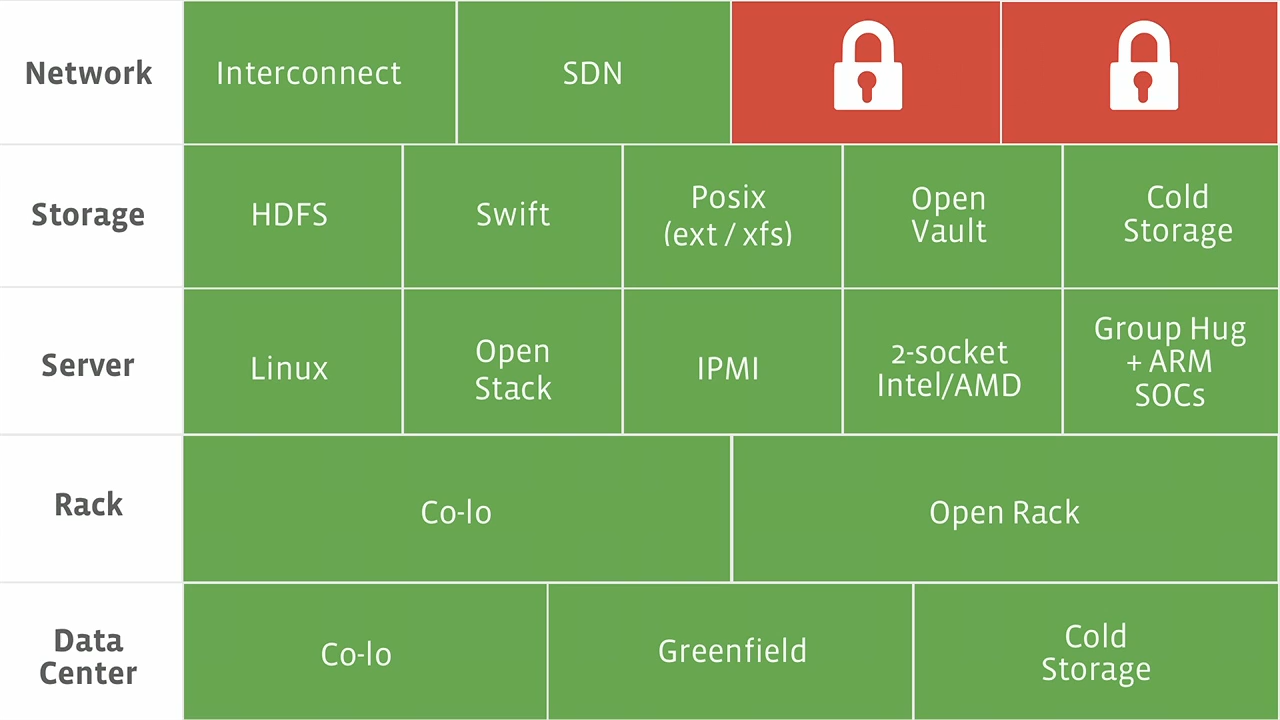 Network
Interconnect
SDN
Storage
HDFS
Swift
Posix
(ext / xfs)
Open
Vault
Cold
Storage
Server
Linux
Open
Stack
IPMI
2-socket
Intel/AMD
Group Hug
+ ARM
SOCs
Rack
Co-lo
Open Rack
Data
Center
Co-lo
Greenfield
Cold
Storage